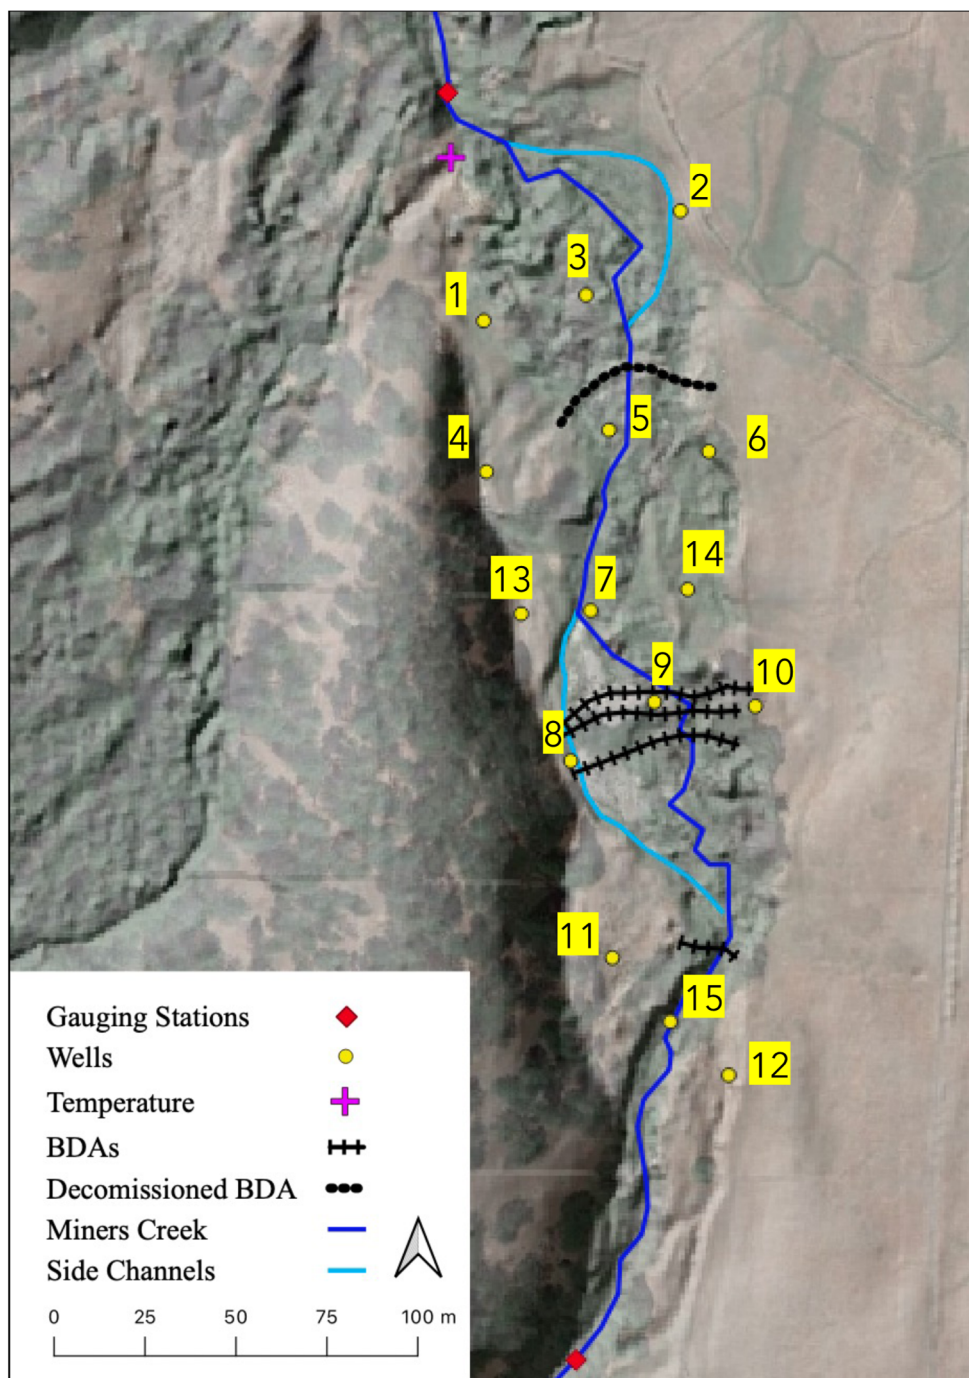 2
3
1
5
4
6
14
13
7
9
10
8
11
15
12
Gauging Stations
Wells
Temperature
BDAs
Decomissioned BDA
Miners Creek
Side Channels
0 25 50 75 100 m